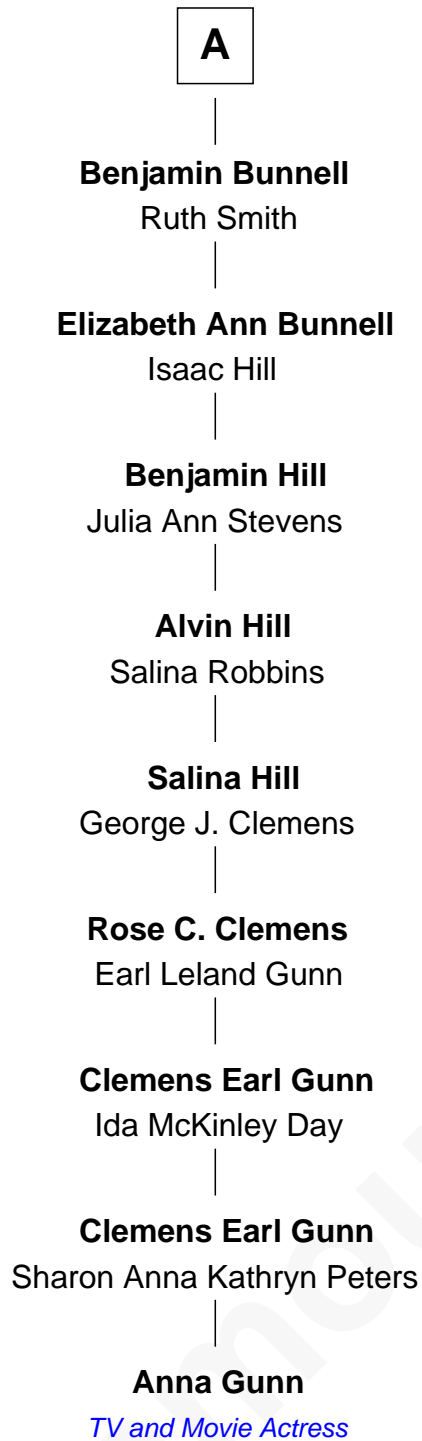 A
Benjamin Bunnell
Ruth Smith
Elizabeth Ann Bunnell
Isaac Hill
Benjamin Hill
Julia Ann Stevens
Alvin Hill
Salina Robbins
Salina Hill
George J. Clemens
Rose C. Clemens
Earl Leland Gunn
Clemens Earl Gunn
Ida McKinley Day
Clemens Earl Gunn
Sharon Anna Kathryn Peters
Anna Gunn
TV and Movie Actress